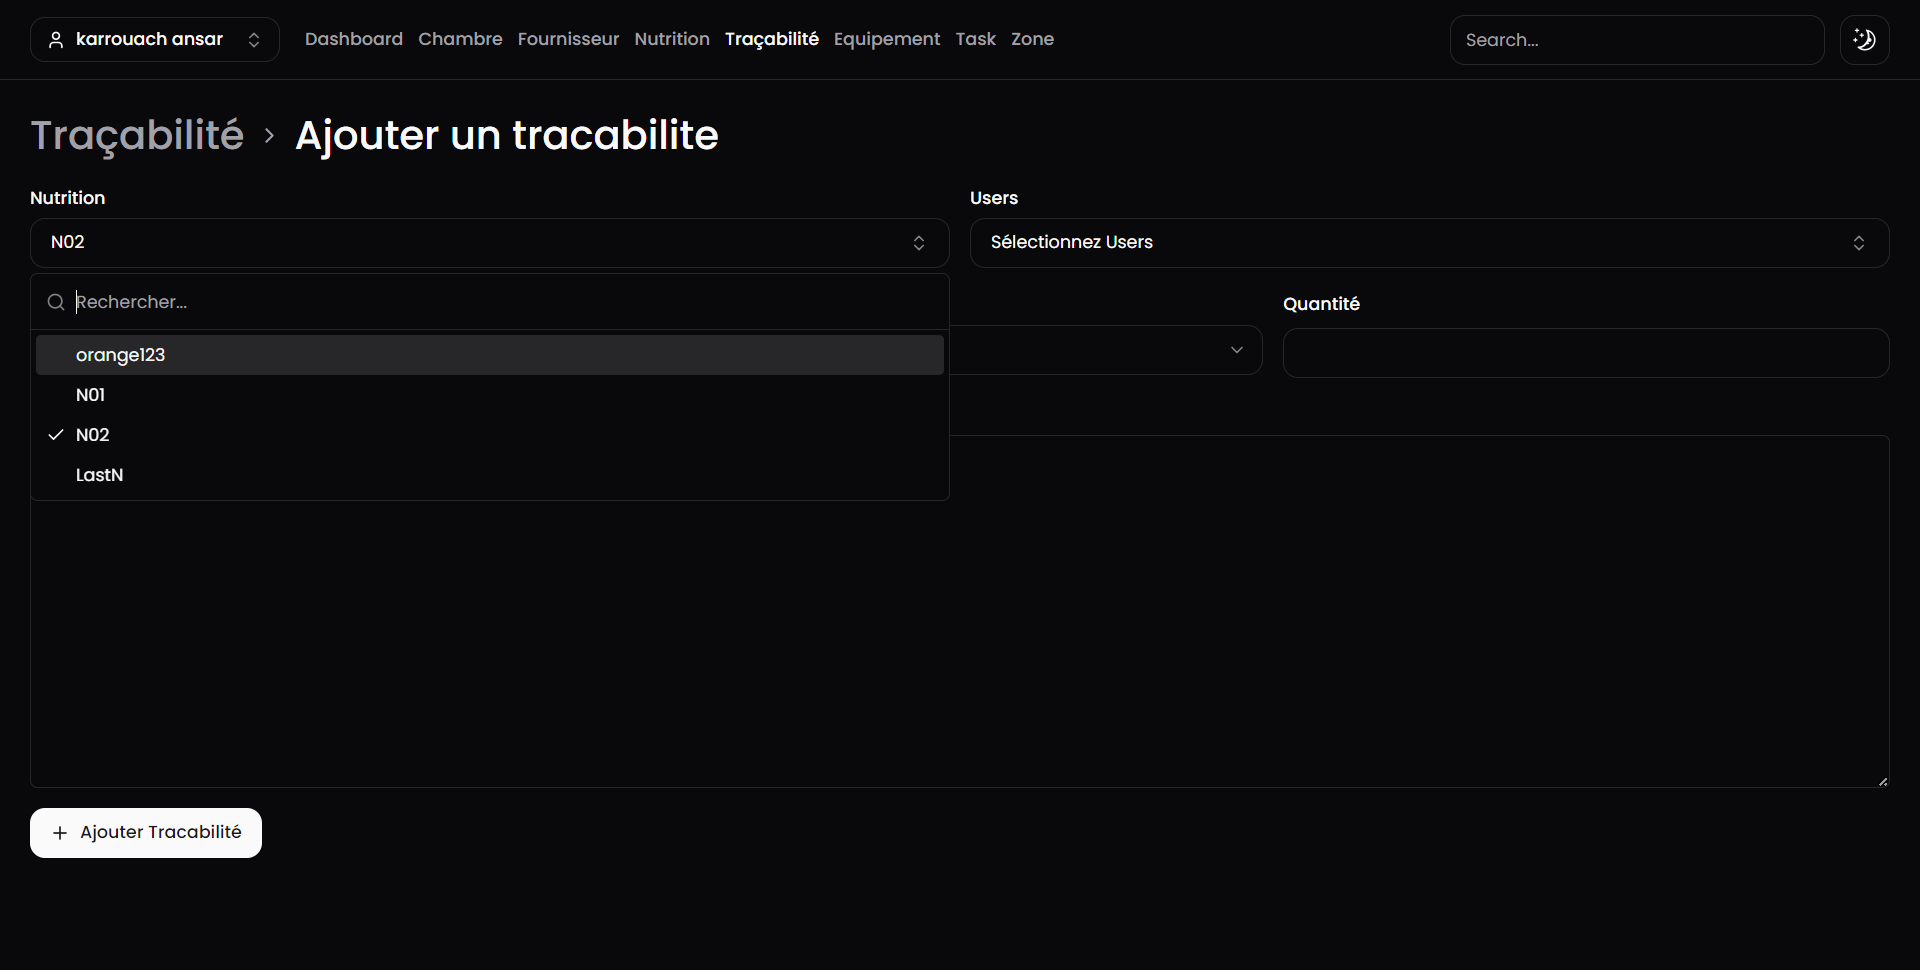 karrouach ansar
Dashboard Chambre Fournisseur Nutrition Traçabilité Equipement Task Zone
Search...
Traçabilité > Ajouter un tracabilite
Nutrition
N02
Users
Sélectionnez Users
Rechercher...
orange123
N01
N02
LastN
Quantité
+ Ajouter Tracabilité